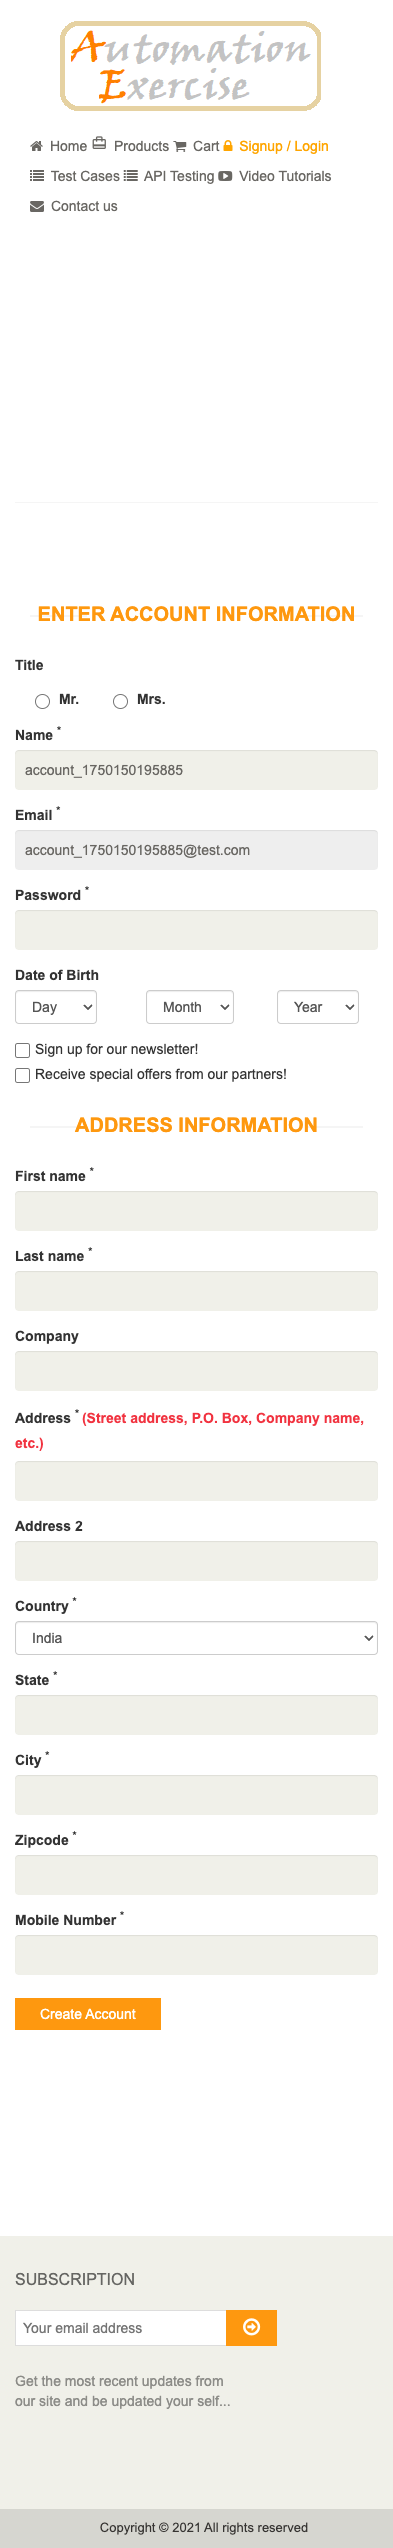 Automation
Exercise
Home Products Cart Signup / Login
Test Cases API Testing Video Tutorials
Contact us
ENTER ACCOUNT INFORMATION
Title
Mr. Mrs.
Name *
account_1750150195885
Email *
account_1750150195885@test.com
Password *
Date of Birth
Day Month Year
Sign up for our newsletter!
Receive special offers from our partners!
ADDRESS INFORMATION
First name *
Last name *
Company
Address * (Street address, P.O. Box, Company name,
etc.)
Address 2
Country *
India
State *
City *
Zipcode *
Mobile Number *
Create Account
SUBSCRIPTION
Your email address
Get the most recent updates from
our site and be updated your self...
Copyright © 2021 All rights reserved